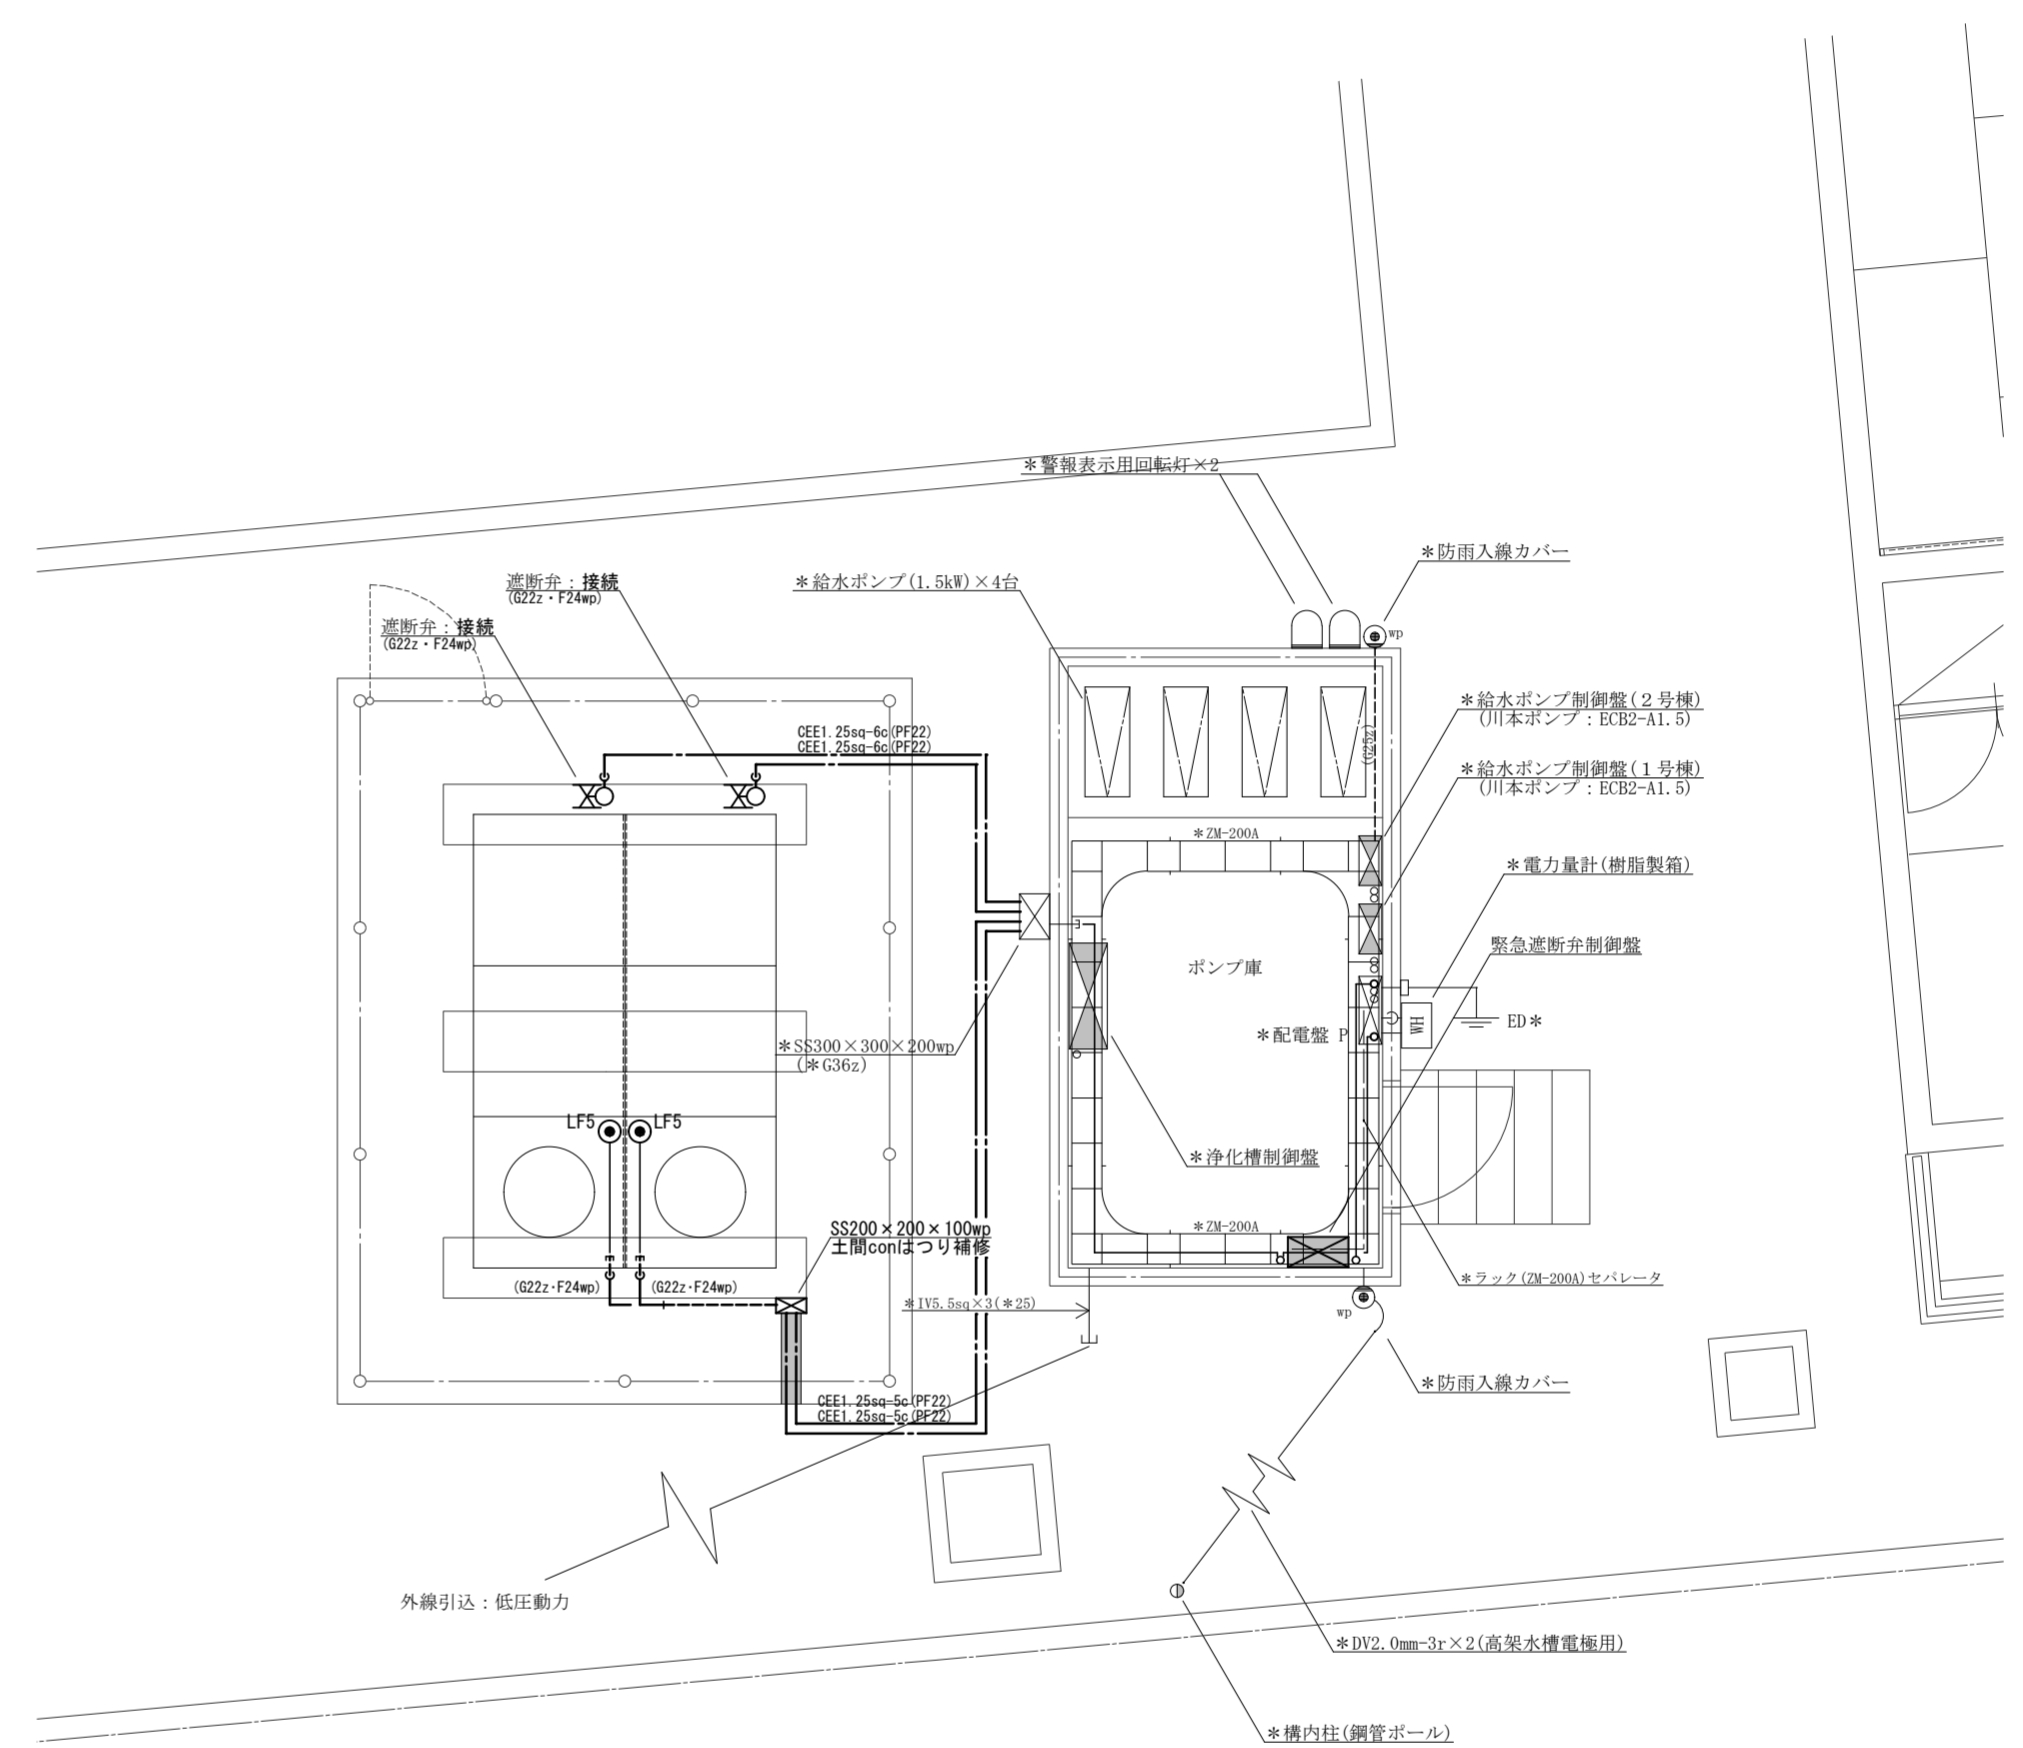 ＊警報表示用回転灯×2
＊防雨入線カバー
遮断弁：接続
(G22z・F24wp)
＊給水ポンプ(1.5kW)×4台
遮断弁：接続
(G22z・F24wp)
wp
＊給水ポンプ制御盤(２号棟)
(川本ポンプ：ECB2-A1.5)
CEE1.25sq-6c(PF22)
CEE1.25sq-6c(PF22)
(G25z)
＊給水ポンプ制御盤(１号棟)
(川本ポンプ：ECB2-A1.5)
＊ZM-200A
＊電力量計(樹脂製箱)
緊急遮断弁制御盤
ポンプ庫
＊配電盤 P
WH
ED＊
＊SS300×300×200wp
(＊G36z)
LF5
LF5
＊浄化槽制御盤
SS200×200×100wp
土間conはつり補修
＊ZM-200A
(G22z･F24wp)
(G22z･F24wp)
＊ラック(ZM-200A)セパレータ
＊IV5.5sq×3(＊25)
wp
＊防雨入線カバー
CEE1.25sq-5c(PF22)
CEE1.25sq-5c(PF22)
外線引込：低圧動力
＊DV2.0mm-3r×2(高架水槽電極用)
＊構内柱(鋼管ポール)